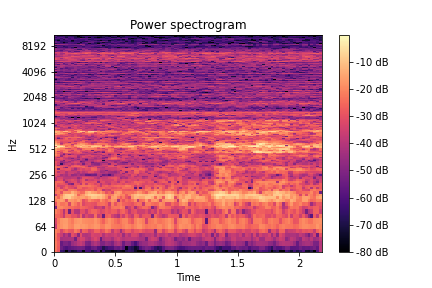 Power spectrogram
8192
4096
2048
1024
512
256
128
64
0
Hz
0
0.5
1
1.5
2
Time
-10 dB
-20 dB
-30 dB
-40 dB
-50 dB
-60 dB
-70 dB
-80 dB